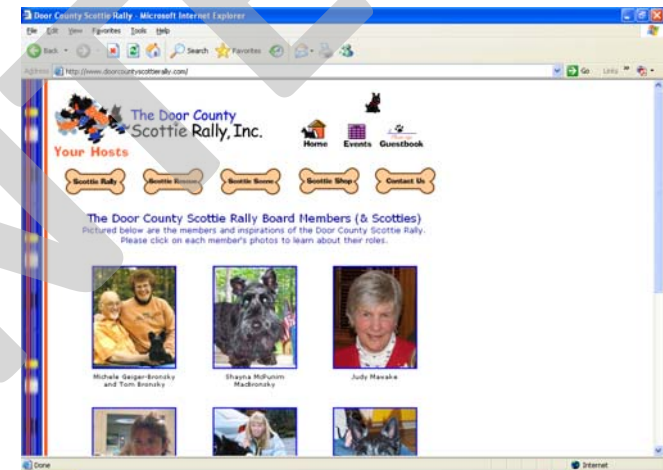 Door County Scottie Rally - Microsoft Internet Explorer
File Edit View Favorites Tools Help
Back Search Favorites
Address http://www.doorcountyscottierally.com/ Go Links
The Door County
Scottie Rally, Inc.
Your Hosts
Home Events Guestbook
Scottie Rally Scottie Rescue Scottie Scene Scottie Shop Contact Us
The Door County Scottie Rally Board Members (& Scotties)
Pictured below are the members and inspirations of the Door County Scottie Rally.
Please click on each member's photos to learn about their roles.
Michele Geiger-Bronsky
and Tom Bronsky
Shayna McPunim
MacBronsky
Judy Masske
Done Internet